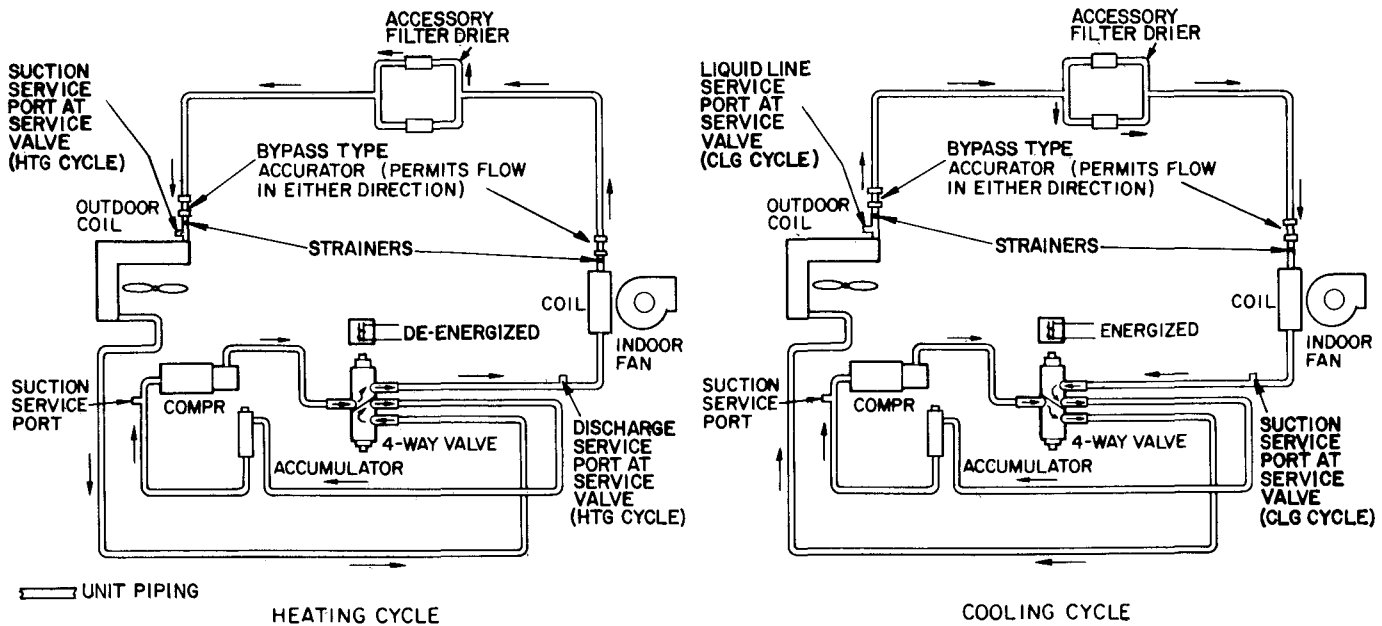 ACCESSORY
FILTER DRIER
SUCTION
SERVICE
PORT AT
SERVICE
VALVE
(HTG CYCLE)
BYPASS TYPE
ACCURATOR (PERMITS FLOW
IN EITHER DIRECTION)
OUTDOOR
COIL
STRAINERS
COIL
INDOOR
FAN
DE-ENERGIZED
SUCTION
SERVICE
PORT
COMPR
4-WAY VALVE
ACCUMULATOR
DISCHARGE
SERVICE
PORT AT
SERVICE
VALVE
(HTG CYCLE)
UNIT PIPING
HEATING CYCLE
ACCESSORY
FILTER DRIER
LIQUID LINE
SERVICE
PORT AT
SERVICE
VALVE
(CLG CYCLE)
BYPASS TYPE
ACCURATOR (PERMITS FLOW
IN EITHER DIRECTION)
OUTDOOR
COIL
STRAINERS
COIL
INDOOR
FAN
ENERGIZED
SUCTION
SERVICE
PORT
COMPR
4-WAY VALVE
ACCUMULATOR
SUCTION
SERVICE
PORT AT
SERVICE
VALVE
(CLG CYCLE)
COOLING CYCLE